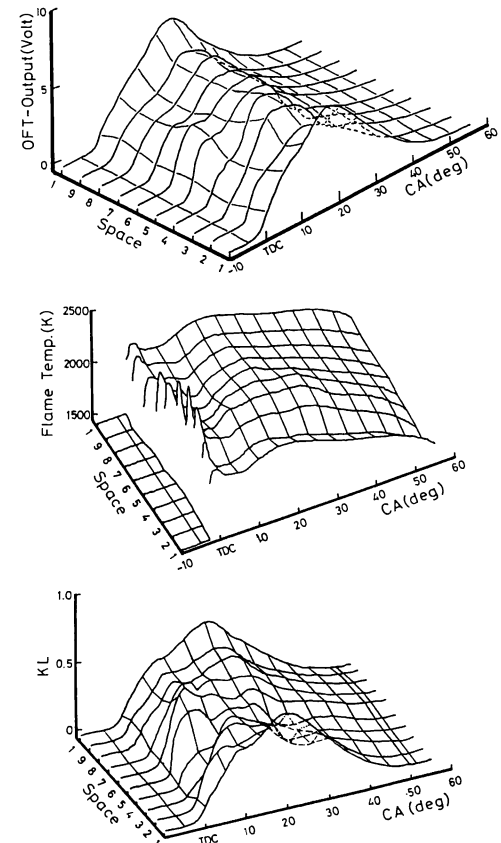 10
5
0
OFT-Output (Volt)
1 9 8 7 6 5 4 3 2 1
Space
-10 TDC 10 20 30 40 50 60
CA(deg)
2500
2000
1500
Flame Temp.(K)
1 9 8 7 6 5 4 3 2 1
Space
-10 TDC 10 20 30 40 50 60
CA(deg)
1.0
0.5
0
KL
1 9 8 7 6 5 4 3 2 1
Space
TDC 10 20 30 40 50 60
CA (deg)